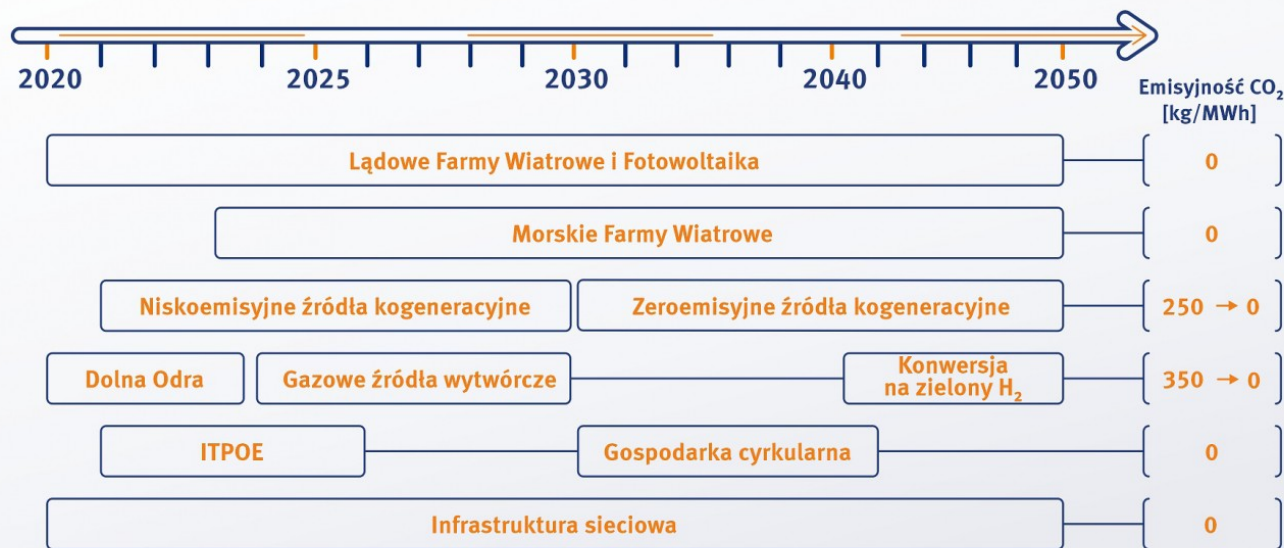 2020 2025 2030 2040 2050
Emisyjność CO₂
[kg/MWh]
Lądowe Farmy Wiatrowe i Fotowoltaika 0
Morskie Farmy Wiatrowe 0
Niskoemisyjne źródła kogeneracyjne Zeroemisyjne źródła kogeneracyjne 250 → 0
Dolna Odra Gazowe źródła wytwórcze Konwersja
na zielony H₂ 350 → 0
ITPOE Gospodarka cyrkularna 0
Infrastruktura sieciowa 0